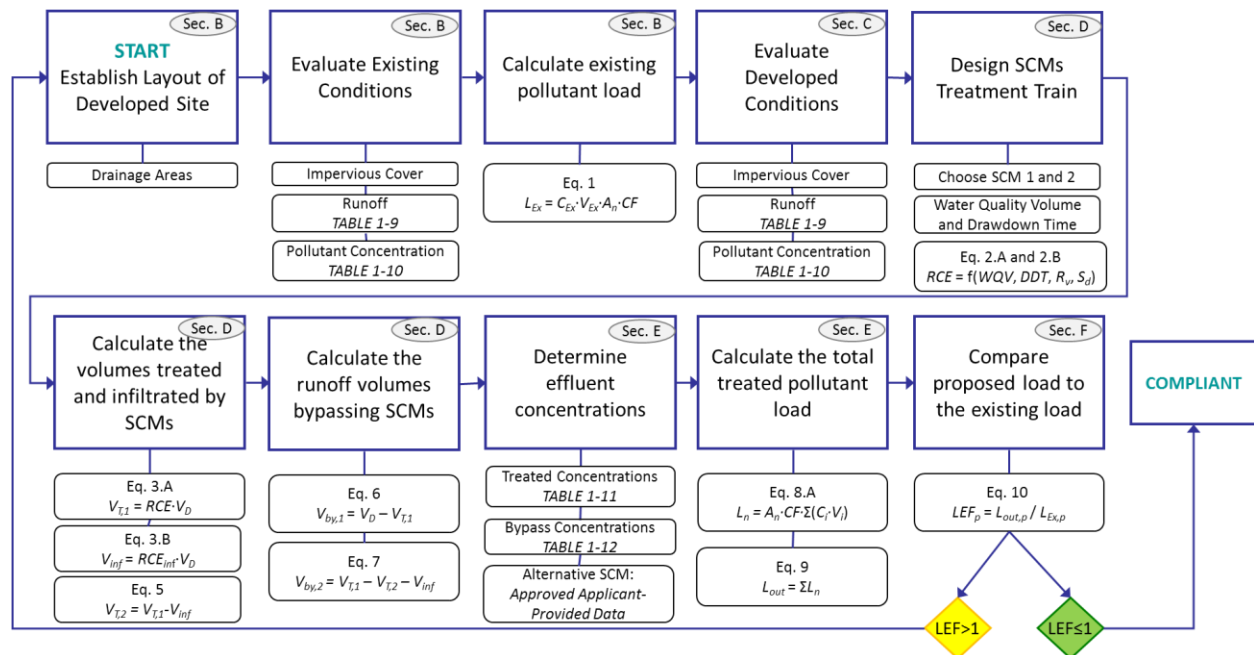 Sec. B
START
Establish Layout of
Developed Site
Drainage Areas
Sec. B
Evaluate Existing
Conditions
Impervious Cover
Runoff
TABLE 1-9
Pollutant Concentration
TABLE 1-10
Sec. B
Calculate existing
pollutant load
Eq. 1
L_Ex = C_Ex·V_Ex·A_n·CF
Sec. C
Evaluate
Developed
Conditions
Impervious Cover
Runoff
TABLE 1-9
Pollutant Concentration
TABLE 1-10
Sec. D
Design SCMs
Treatment Train
Choose SCM 1 and 2
Water Quality Volume
and Drawdown Time
Eq. 2.A and 2.B
RCE = f(WQV, DDT, R_v, S_d)
Sec. D
Calculate the
volumes treated
and infiltrated by
SCMs
Eq. 3.A
V_T,1 = RCE·V_D
Eq. 3.B
V_inf = RCE_inf·V_D
Eq. 5
V_T,2 = V_T,1-V_inf
Sec. D
Calculate the
runoff volumes
bypassing SCMs
Eq. 6
V_by,1 = V_D – V_T,1
Eq. 7
V_by,2 = V_T,1 – V_T,2 – V_inf
Sec. E
Determine
effluent
concentrations
Treated Concentrations
TABLE 1-11
Bypass Concentrations
TABLE 1-12
Alternative SCM:
Approved Applicant-
Provided Data
Sec. E
Calculate the total
treated pollutant
load
Eq. 8.A
L_n = A_n·CF·Σ(C_i·V_i)
Eq. 9
L_out = ΣL_n
Sec. F
Compare
proposed load to
the existing load
Eq. 10
LEF_p = L_out,p / L_Ex,p
LEF>1
LEF≤1
COMPLIANT